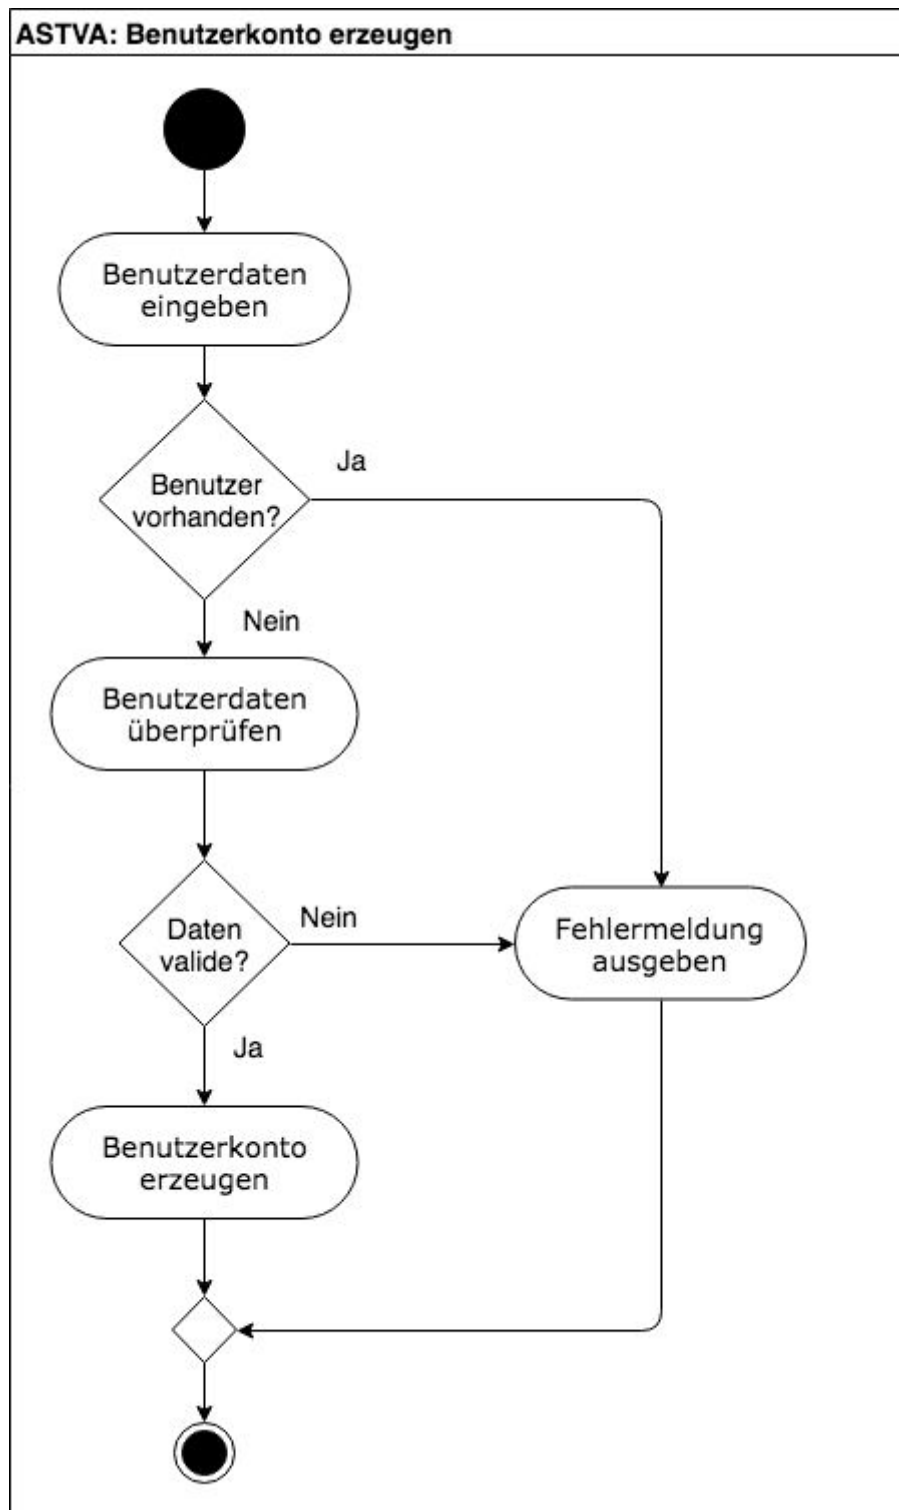 ASTVA: Benutzerkonto erzeugen
Benutzerdaten
eingeben
Benutzer
vorhanden?
Ja
Nein
Benutzerdaten
überprüfen
Daten
valide?
Nein
Fehlermeldung
ausgeben
Ja
Benutzerkonto
erzeugen